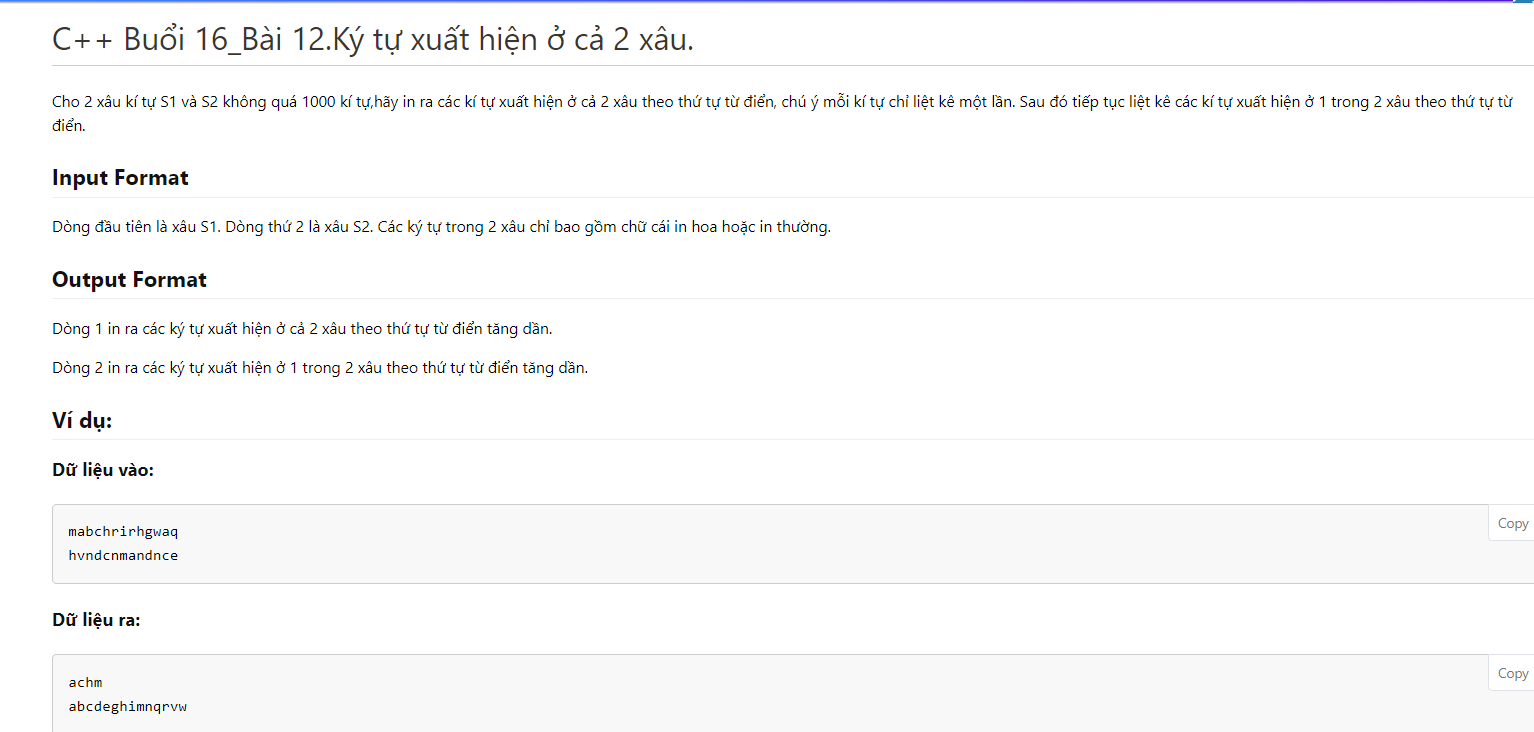 C++ Buổi 16_Bài 12.Ký tự xuất hiện ở cả 2 xâu.
Cho 2 xâu kí tự S1 và S2 không quá 1000 kí tự,hãy in ra các kí tự xuất hiện ở cả 2 xâu theo thứ tự từ điển, chú ý mỗi kí tự chỉ liệt kê một lần. Sau đó tiếp tục liệt kê các kí tự xuất hiện ở 1 trong 2 xâu theo thứ tự từ
điển.
Input Format
Dòng đầu tiên là xâu S1. Dòng thứ 2 là xâu S2. Các ký tự trong 2 xâu chỉ bao gồm chữ cái in hoa hoặc in thường.
Output Format
Dòng 1 in ra các ký tự xuất hiện ở cả 2 xâu theo thứ tự từ điển tăng dần.
Dòng 2 in ra các ký tự xuất hiện ở 1 trong 2 xâu theo thứ tự từ điển tăng dần.
Ví dụ:
Dữ liệu vào:
Copy
mabchrirhgwaq
hvndcnmandnce
Dữ liệu ra:
Copy
achm
abcdeghimnqrvw